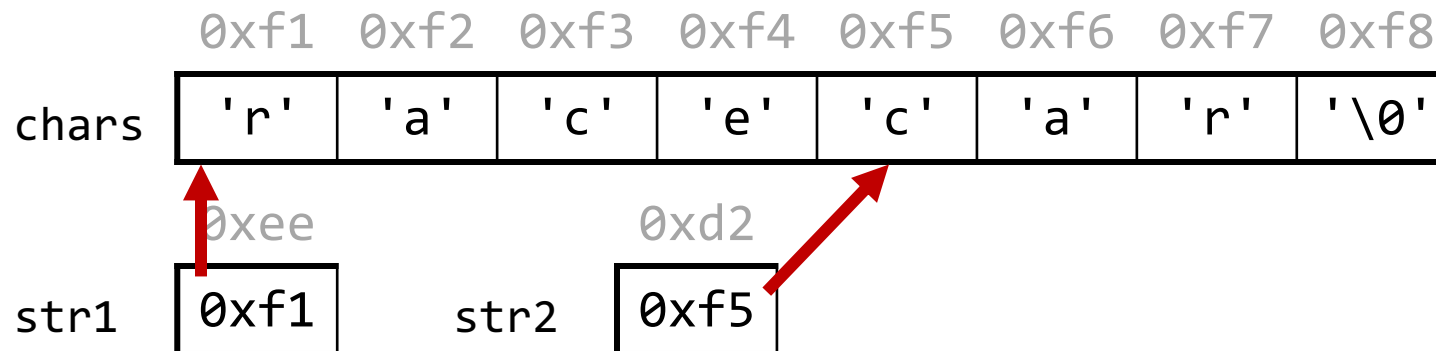 0xf1 0xf2 0xf3 0xf4 0xf5 0xf6 0xf7 0xf8
chars 'r' 'a' 'c' 'e' 'c' 'a' 'r' '\0'
0xee 0xd2
str1 0xf1 str2 0xf5